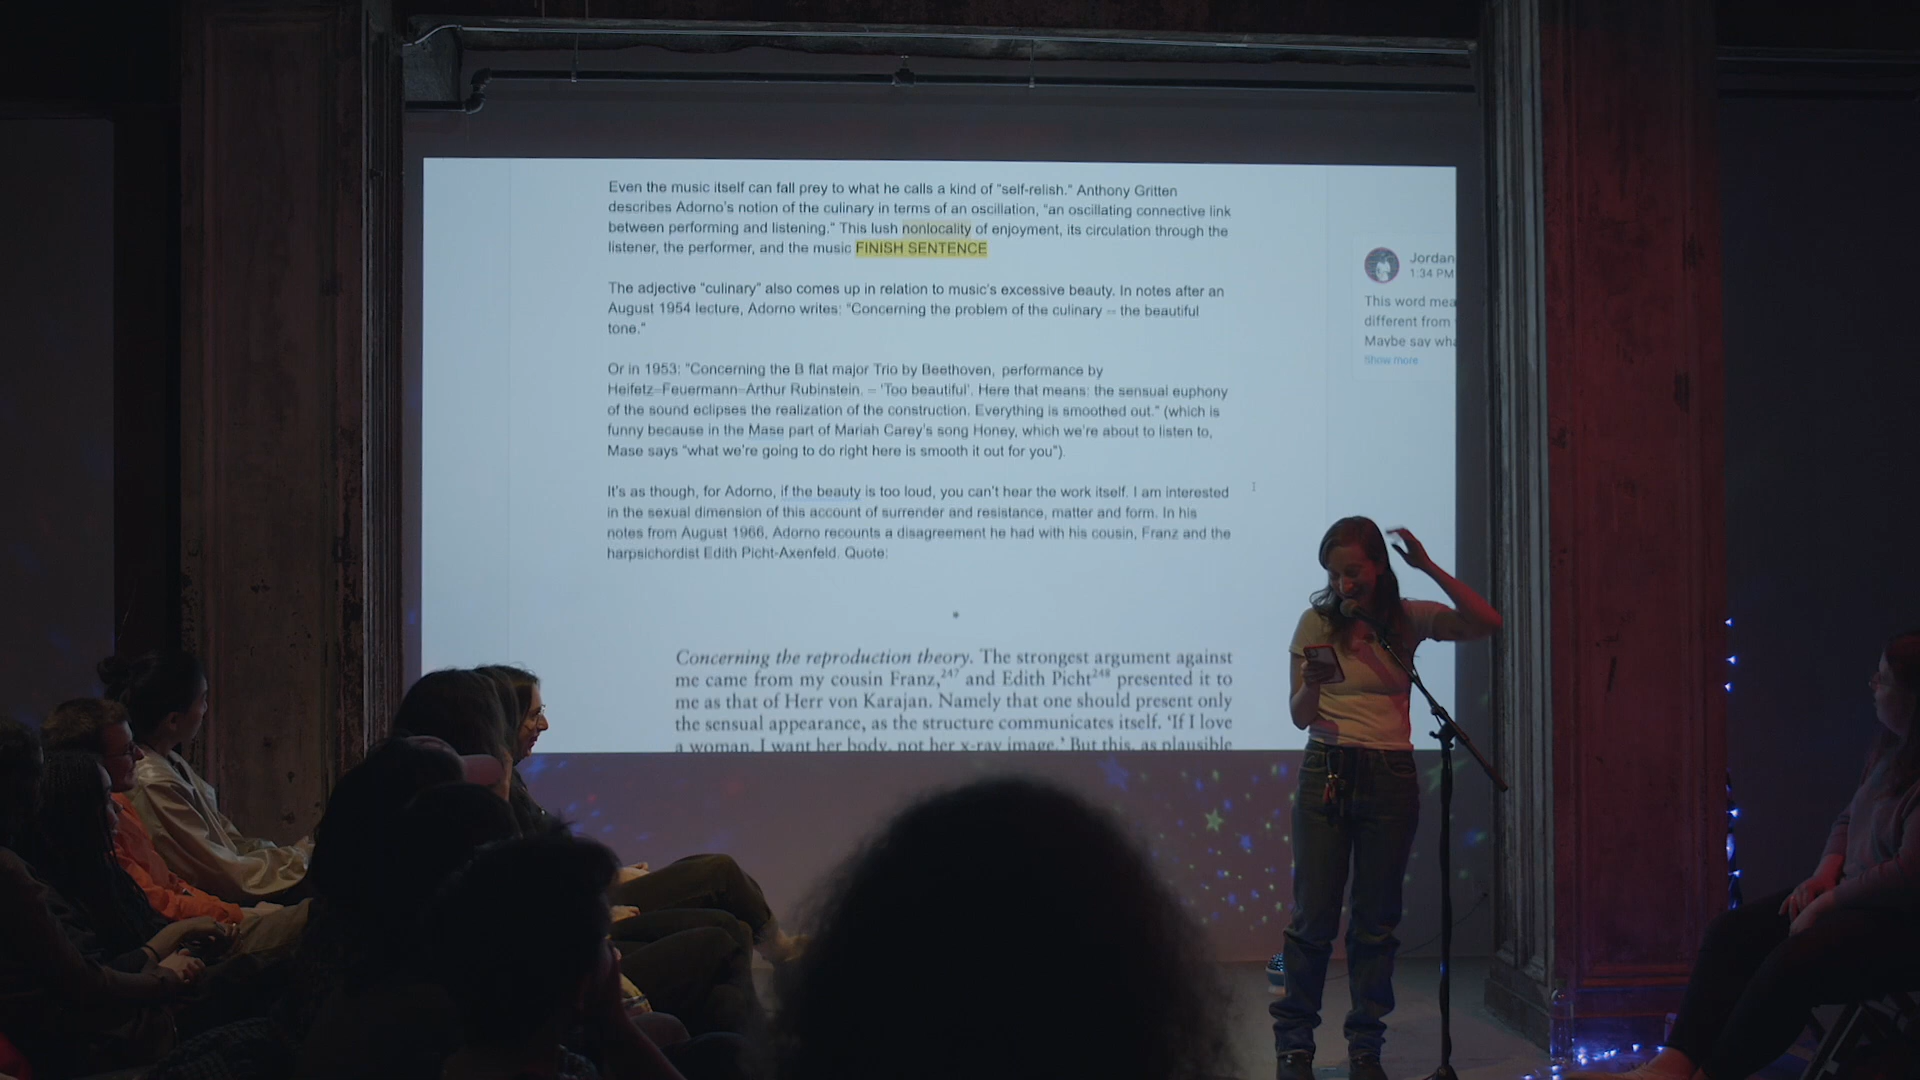 Even the music itself can fall prey to what he calls a kind of "self-relish." Anthony Gritten
describes Adorno's notion of the culinary in terms of an oscillation, "an oscillating connective link
between performing and listening." This lush nonlocality of enjoyment, its circulation through the
listener, the performer, and the music FINISH SENTENCE
The adjective "culinary" also comes up in relation to music's excessive beauty. In notes after an
August 1954 lecture, Adorno writes: "Concerning the problem of the culinary – the beautiful
tone."
Or in 1953: "Concerning the B flat major Trio by Beethoven, performance by
Heifetz–Feuermann–Arthur Rubinstein. – 'Too beautiful'. Here that means: the sensual euphony
of the sound eclipses the realization of the construction. Everything is smoothed out." (which is
funny because in the Mase part of Mariah Carey's song Honey, which we're about to listen to,
Mase says "what we're going to do right here is smooth it out for you").
It's as though, for Adorno, if the beauty is too loud, you can't hear the work itself. I am interested
in the sexual dimension of this account of surrender and resistance, matter and form. In his
notes from August 1966, Adorno recounts a disagreement he had with his cousin, Franz and the
harpsichordist Edith Picht-Axenfeld. Quote:
Concerning the reproduction theory. The strongest argument against
me came from my cousin Franz,247 and Edith Picht248 presented it to
me as that of Herr von Karajan. Namely that one should present only
the sensual appearance, as the structure communicates itself. 'If I love
a woman, I want her body, not her x-ray image.' But this, as plausible
Jordan
1:34 PM
This word mea
different from
Maybe say wha
Show more